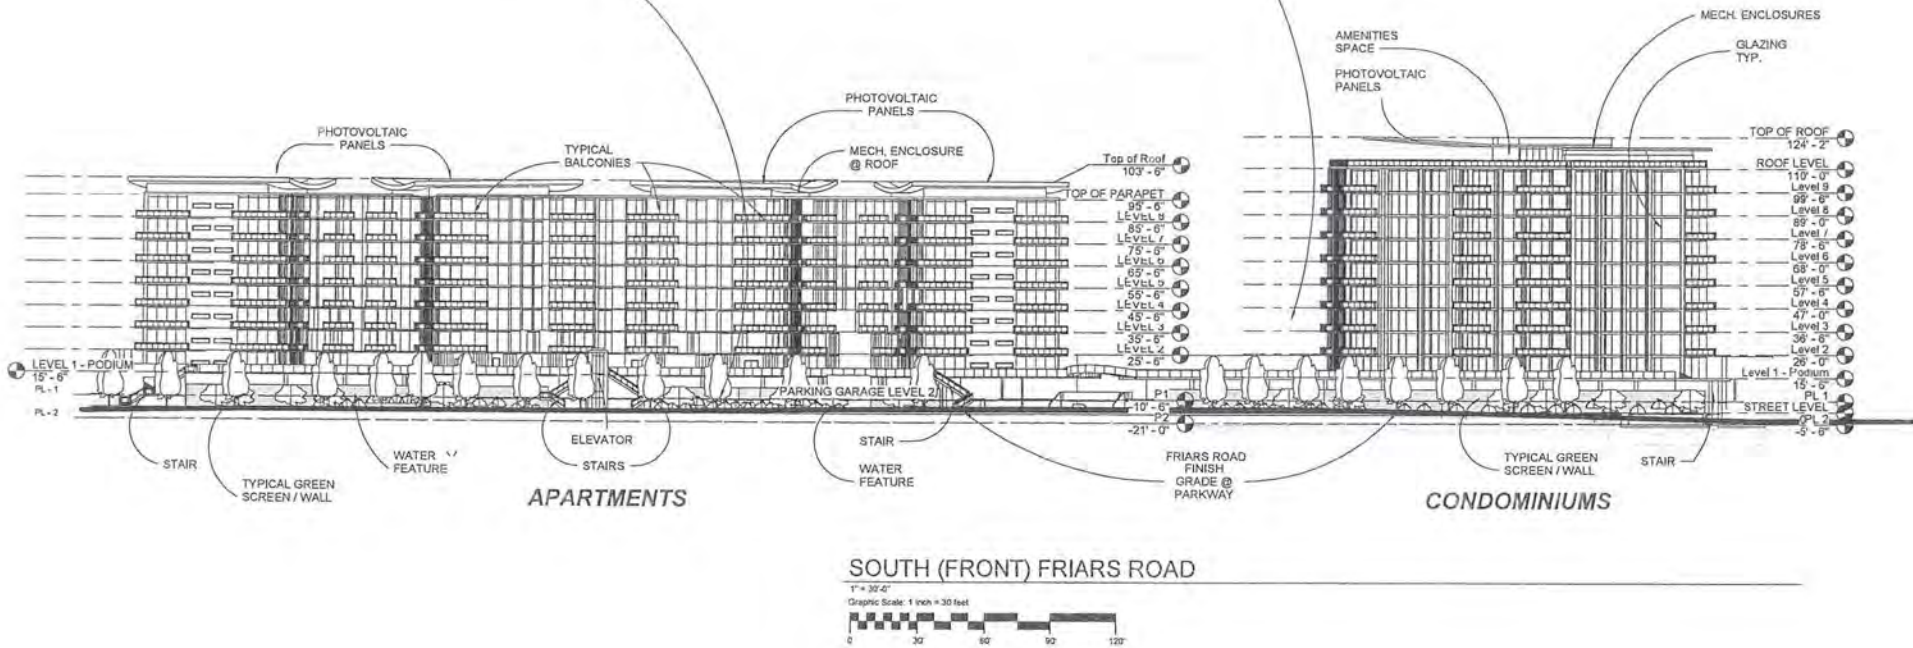 MECH. ENCLOSURES
AMENITIES
SPACE
GLAZING
TYP.
PHOTOVOLTAIC
PANELS
PHOTOVOLTAIC
PANELS
PHOTOVOLTAIC
PANELS
TYPICAL
BALCONIES
MECH. ENCLOSURE
@ ROOF
Top of Roof
103' - 6"
TOP OF PARAPET
95' - 6"
LEVEL 8
85' - 6"
LEVEL 7
75' - 6"
LEVEL 6
65' - 6"
LEVEL 5
55' - 6"
LEVEL 4
45' - 6"
LEVEL 3
35' - 6"
LEVEL 2
25' - 6"
P1
-10' - 6"
P2
-21' - 0"
TOP OF ROOF
124' - 2"
ROOF LEVEL
110' - 0"
Level 9
99' - 6"
Level 8
89' - 0"
Level 7
78' - 6"
Level 6
68' - 0"
Level 5
57' - 6"
Level 4
47' - 0"
Level 3
36' - 6"
Level 2
26' - 0"
Level 1 - Podium
15' - 6"
PL 1
STREET LEVEL
PL 2
-5' - 6"
LEVEL 1 - PODIUM
15' - 6"
PL - 1
PL - 2
PARKING GARAGE LEVEL 2
STAIR
TYPICAL GREEN
SCREEN / WALL
WATER
FEATURE
ELEVATOR
STAIRS
STAIR
WATER
FEATURE
FRIARS ROAD
FINISH
GRADE @
PARKWAY
TYPICAL GREEN
SCREEN / WALL
STAIR
APARTMENTS
CONDOMINIUMS
SOUTH (FRONT) FRIARS ROAD
1" = 30'-0"
Graphic Scale: 1 inch = 30 feet
0 30' 60' 90' 120'